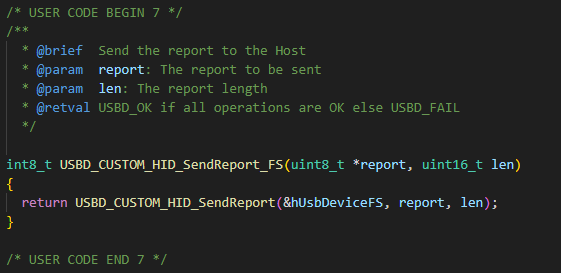 /* USER CODE BEGIN 7 */
/**
  * @brief  Send the report to the Host
  * @param  report: The report to be sent
  * @param  len: The report length
  * @retval USBD_OK if all operations are OK else USBD_FAIL
  */
int8_t USBD_CUSTOM_HID_SendReport_FS(uint8_t *report, uint16_t len)
{
  return USBD_CUSTOM_HID_SendReport(&hUsbDeviceFS, report, len);
}
/* USER CODE END 7 */